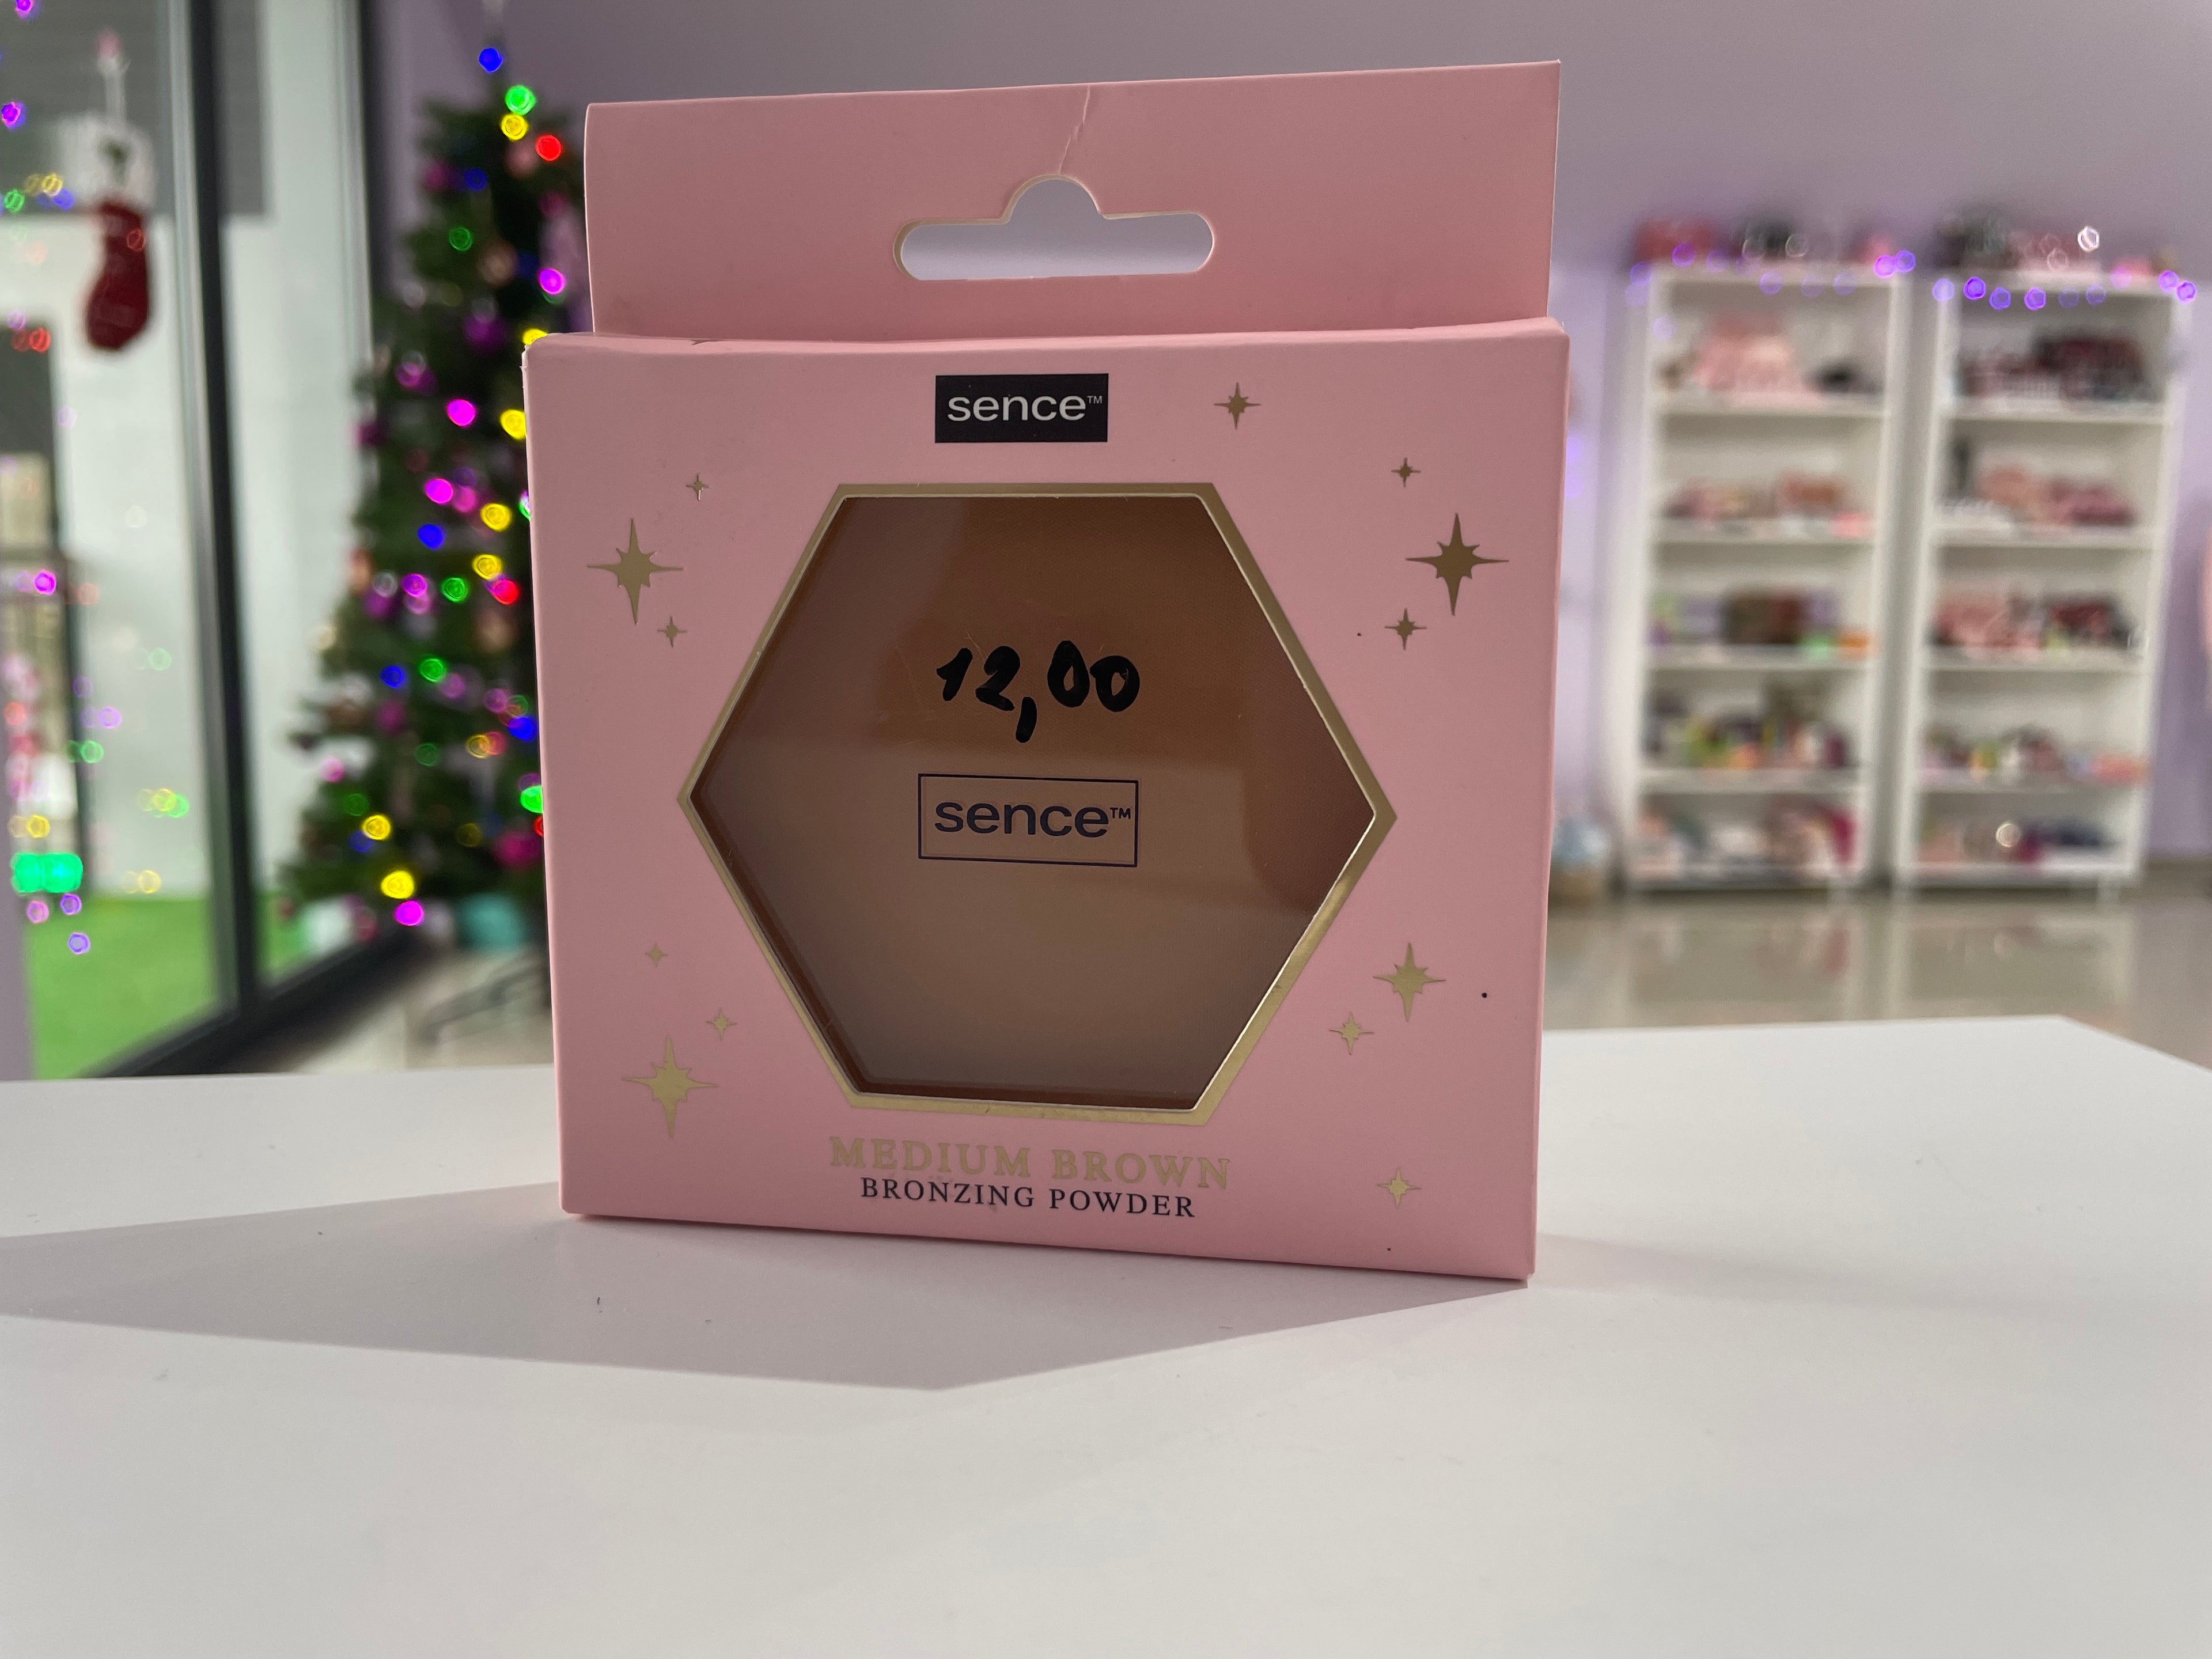 sence™
12,00
sence™
MEDIUM BROWN
BRONZING POWDER